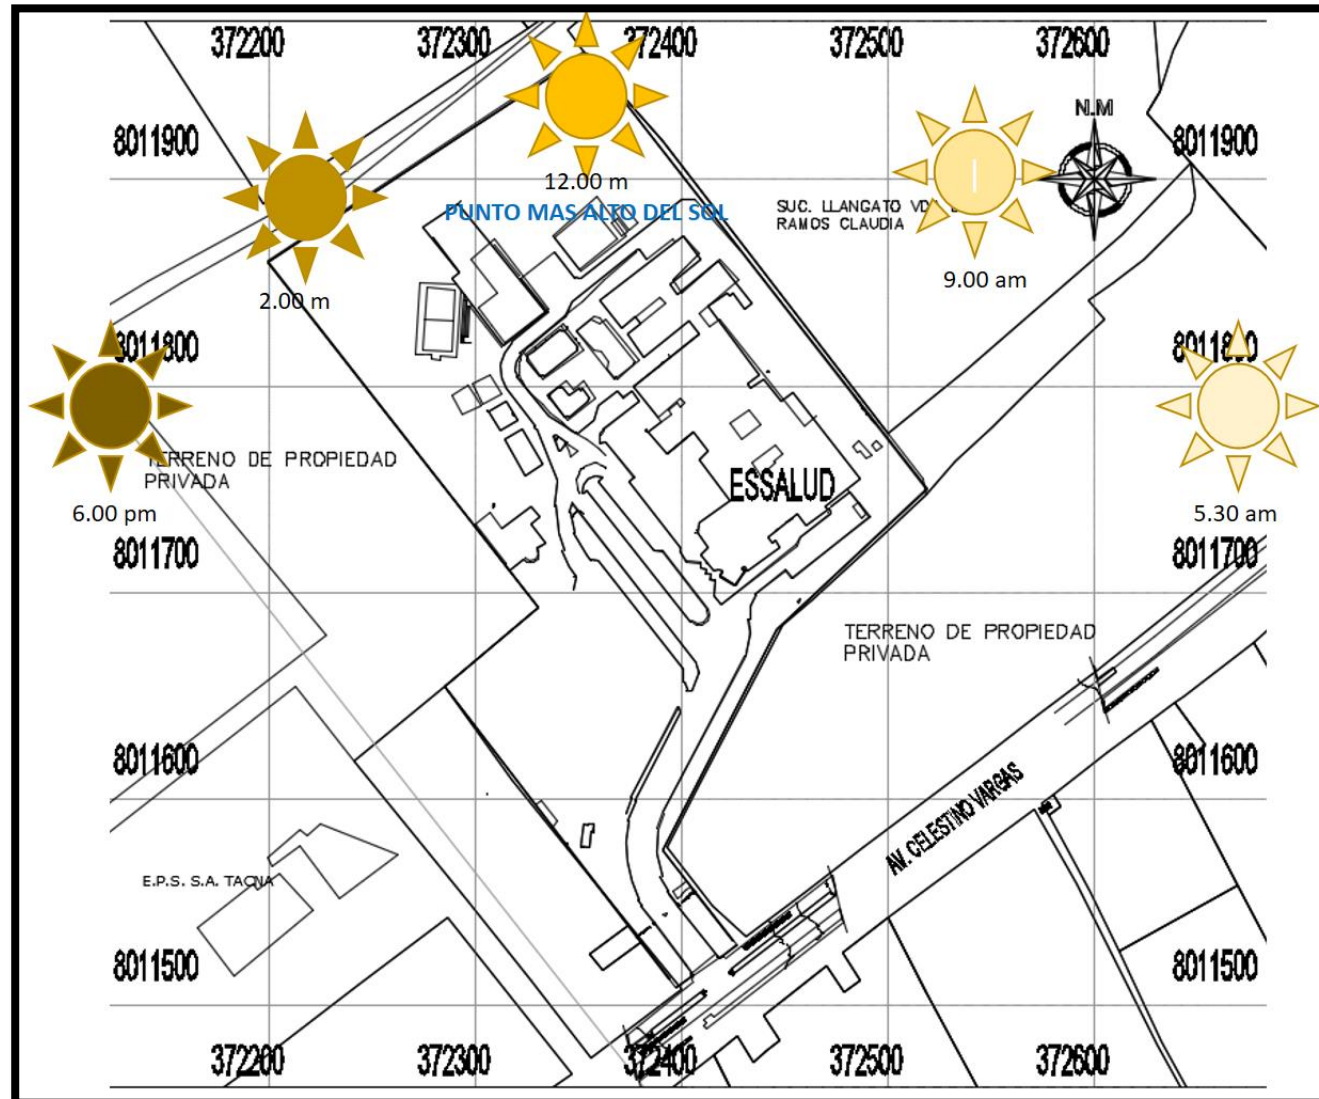 372200 372300 372400 372500 372600
N.M
8011900 8011900
12.00 m
PUNTO MAS ALTO DEL SOL
SUC. LLANGATO VD
RAMOS CLAUDIA
9.00 am
2.00 m
8011800 8011800
TERRENO DE PROPIEDAD
PRIVADA
ESSALUD
6.00 pm
5.30 am
8011700 8011700
TERRENO DE PROPIEDAD
PRIVADA
8011600 8011600
AV. CELESTINO VARGAS
E.P.S. S.A. TACNA
8011500 8011500
372200 372300 372400 372500 372600